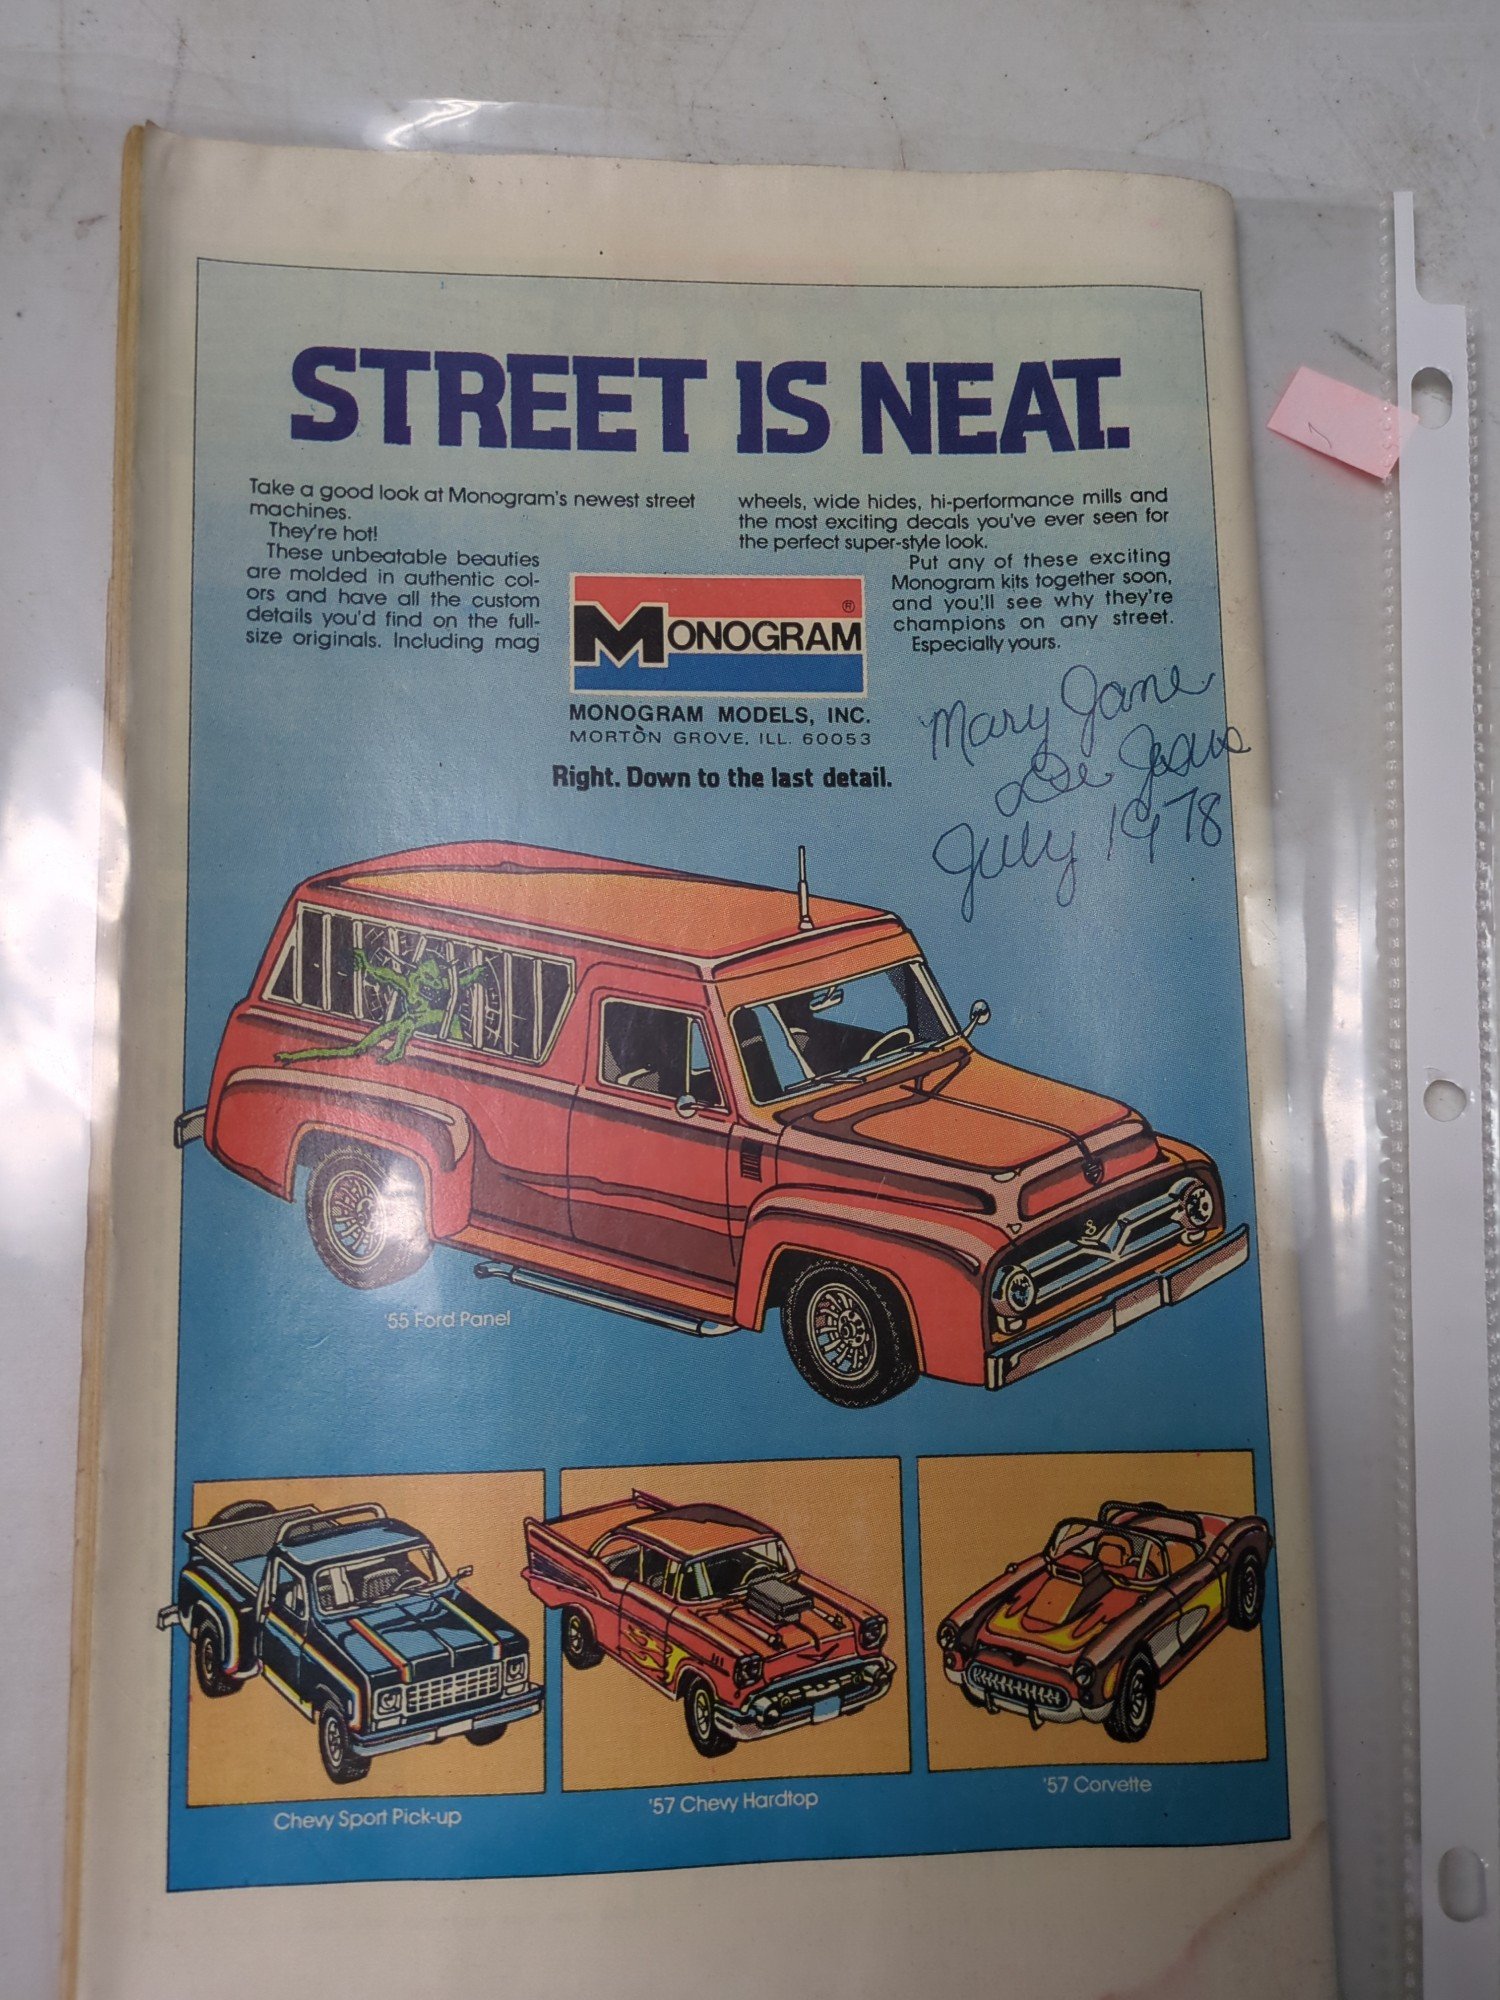 STREET IS NEAT.
Take a good look at Monogram's newest street
machines.
They're hot!
These unbeatable beauties
are molded in authentic col-
ors and have all the custom
details you'd find on the full-
size originals. Including mag
wheels, wide hides, hi-performance mills and
the most exciting decals you've ever seen for
the perfect super-style look.
Put any of these exciting
Monogram kits together soon,
and you'll see why they're
champions on any street.
Especially yours.
MONOGRAM ®
MONOGRAM MODELS, INC.
MORTON GROVE, ILL. 60053
Right. Down to the last detail.
Mary Jane
De Jesus
July 1978
'55 Ford Panel
Chevy Sport Pick-up
'57 Chevy Hardtop
'57 Corvette